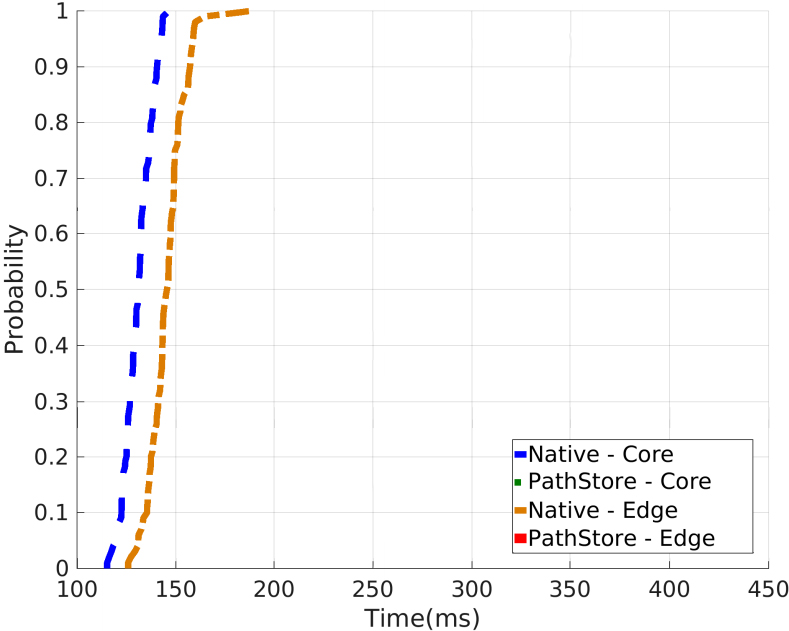 1
0.9
0.8
0.7
0.6
0.5
0.4
0.3
0.2
0.1
0
Probability
100 150 200 250 300 350 400 450
Time(ms)
Native - Core
PathStore - Core
Native - Edge
PathStore - Edge